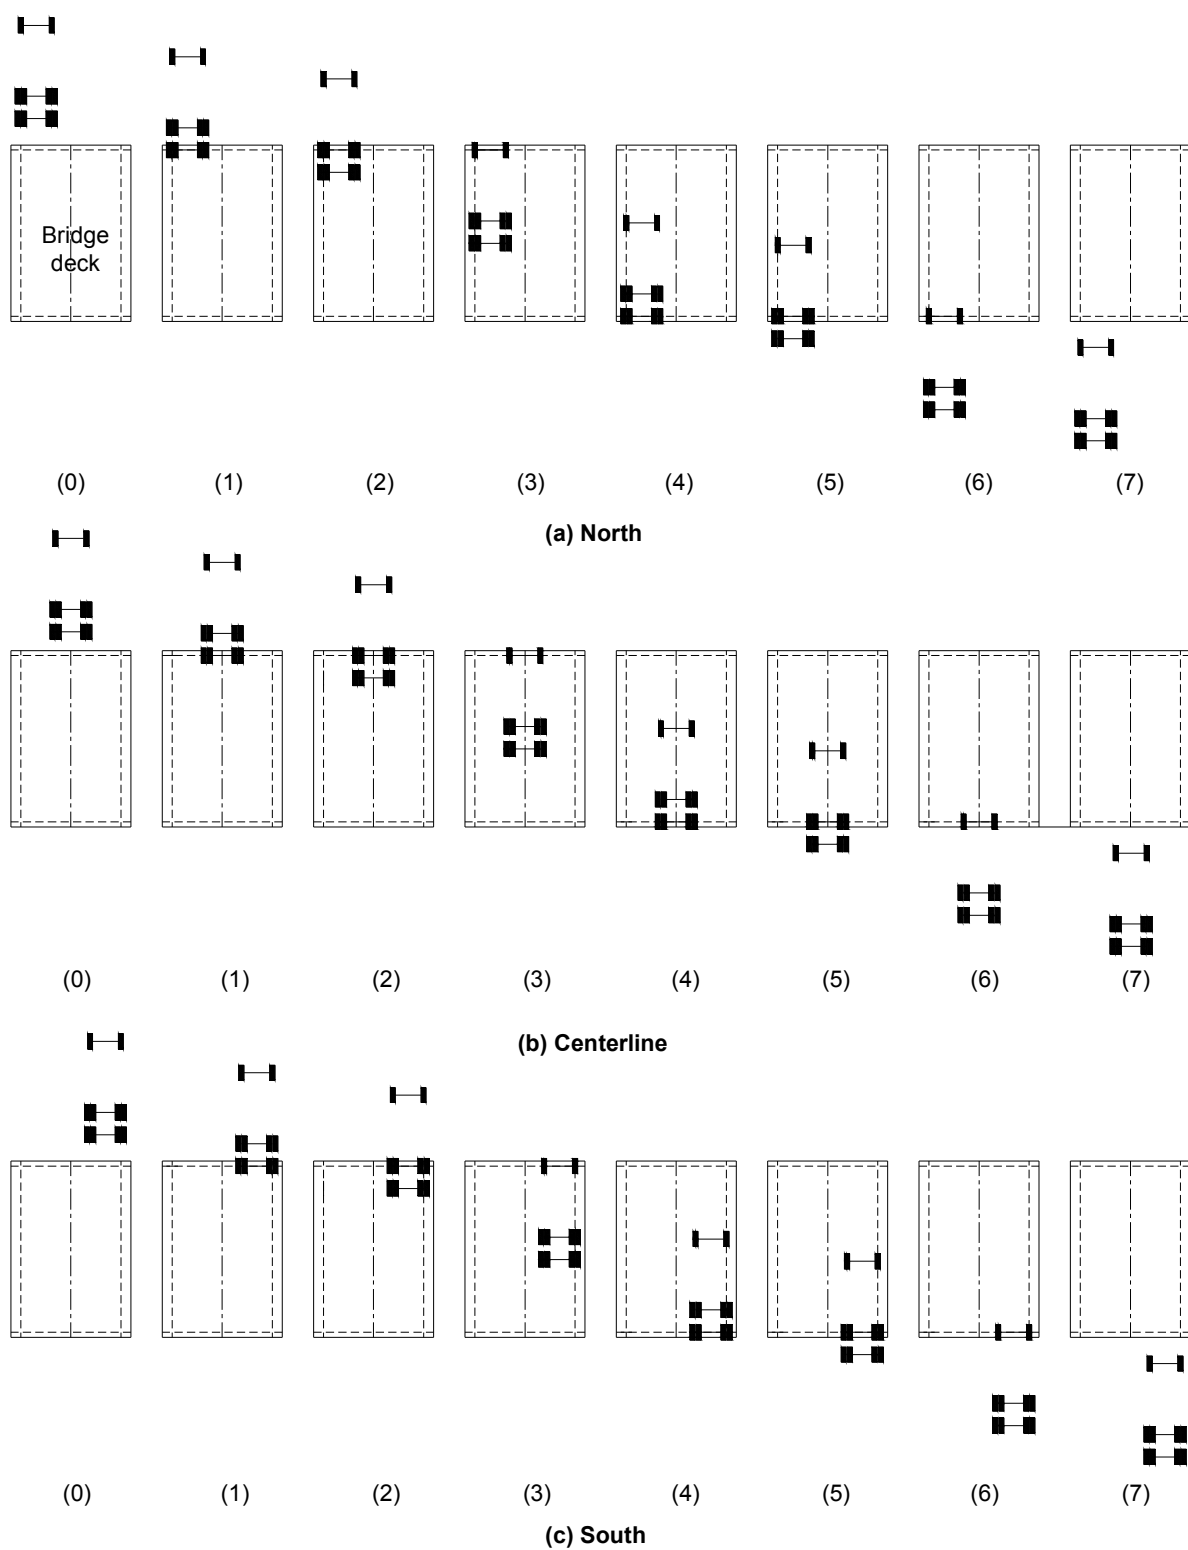 Bridge
deck
(0) (1) (2) (3) (4) (5) (6) (7)
(a) North
(0) (1) (2) (3) (4) (5) (6) (7)
(b) Centerline
(0) (1) (2) (3) (4) (5) (6) (7)
(c) South